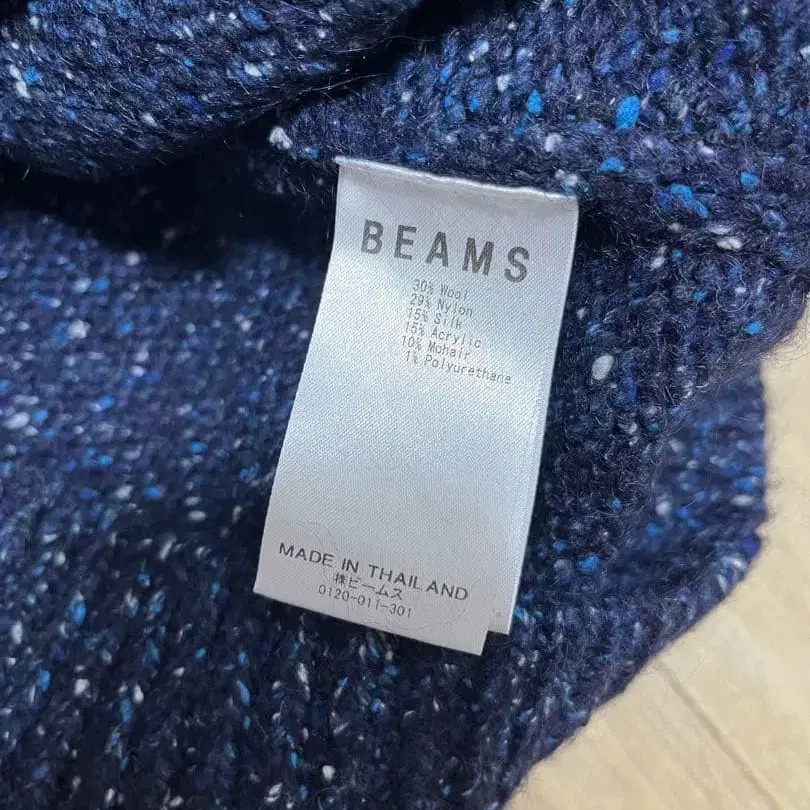 BEAMS
30% Wool
29% Nylon
15% Silk
15% Acrylic
10% Mohair
1% Polyurethane
MADE IN THAILAND
㈱ビームス
0120-011-301